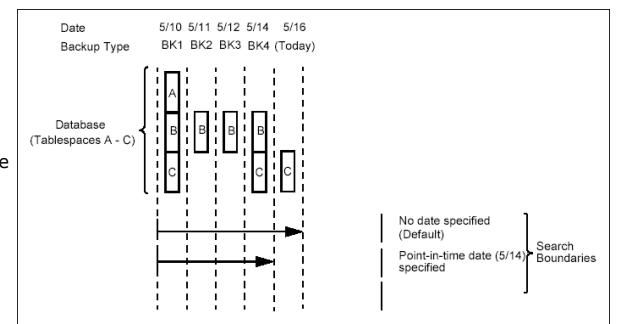 Date 5/10 5/11 5/12 5/14 5/16
Backup Type BK1 BK2 BK3 BK4 (Today)
A
Database
(Tablespaces A - C)
B B B B
C C C
e
No date specified
(Default)
Point-in-time date (5/14)
specified
Search
Boundaries